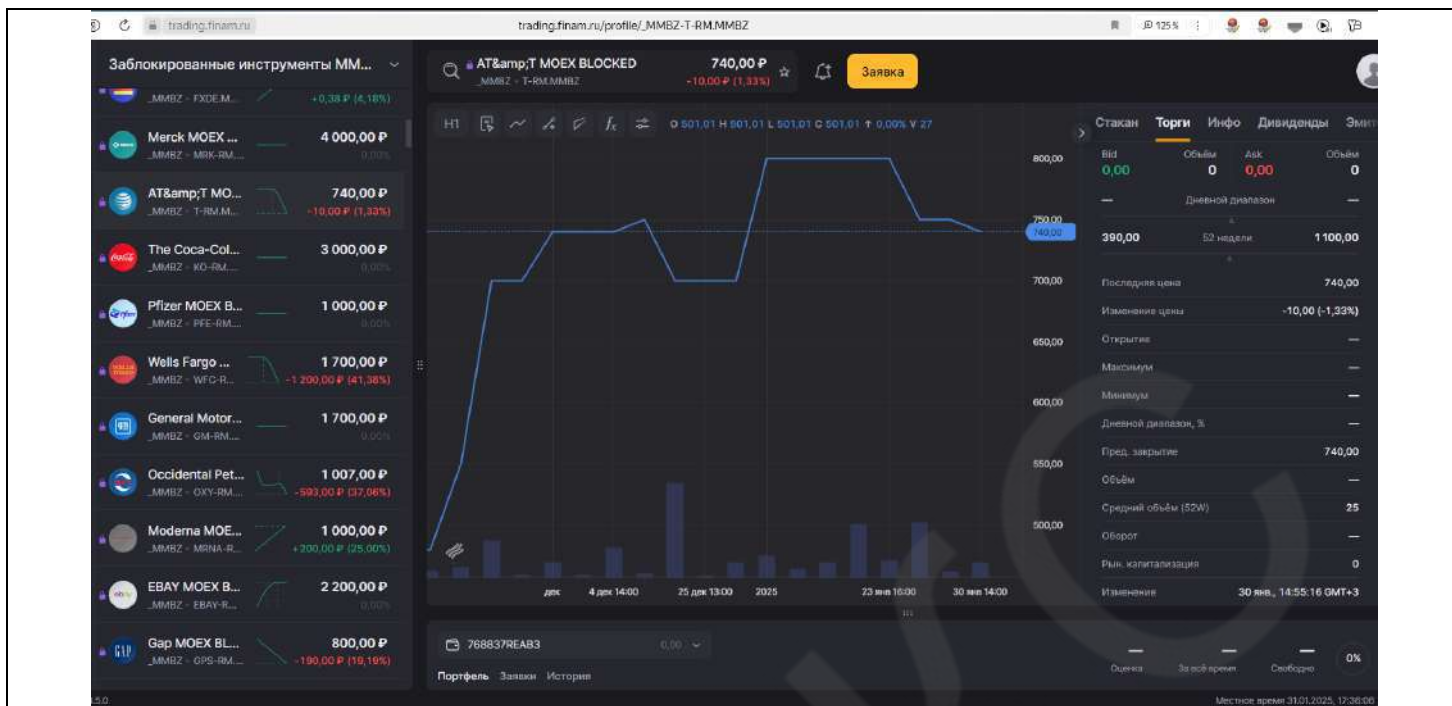 trading.finam.ru
trading.finam.ru/profile/_MMBZ-T-RM.MMBZ
125 %
Заблокированные инструменты ММ...
_MMBZ - FXDE.M...
+0,38 ₽ (4,18%)
Merck MOEX ...
4 000,00 ₽
_MMBZ - MRK-RM....
0,00%
AT&amp;T MO...
740,00 ₽
_MMBZ - T-RM.M...
-10,00 ₽ (1,33%)
The Coca-Col...
3 000,00 ₽
_MMBZ - KO-RM....
0,00%
Pfizer MOEX B...
1 000,00 ₽
_MMBZ - PFE-RM....
0,00%
Wells Fargo ...
1 700,00 ₽
_MMBZ - WFC-R...
-1 200,00 ₽ (41,38%)
General Motor...
1 700,00 ₽
_MMBZ - GM-RM....
0,00%
Occidental Pet...
1 007,00 ₽
_MMBZ - OXY-RM....
-593,00 ₽ (37,06%)
Moderna MOE...
1 000,00 ₽
_MMBZ - MRNA-R...
+200,00 ₽ (25,00%)
EBAY MOEX B...
2 200,00 ₽
_MMBZ - EBAY-R...
0,00%
GAP
Gap MOEX BL...
800,00 ₽
_MMBZ - GPS-RM....
-190,00 ₽ (19,19%)
AT&amp;T MOEX BLOCKED
740,00 ₽
_MMBZ - T-RM.MMBZ
-10,00 ₽ (1,33%)
Заявка
H1
O 501,01 H 501,01 L 501,01 C 501,01 + 0,00% V 27
800,00
750,00
740,00
700,00
650,00
600,00
550,00
500,00
дек
4 дек 14:00
25 дек 13:00
2025
23 янв 16:00
30 янв 14:00
768837REAB3
0,00
Портфель Заявки История
Стакан Торги Инфо Дивиденды Эмит
Bid Объём Ask Объём
0,00 0 0,00 0
— Дневной диапазон —
390,00 52 недели 1 100,00
Последняя цена 740,00
Изменение цены -10,00 (-1,33%)
Открытие —
Максимум —
Минимум —
Дневной диапазон, % —
Пред. закрытие 740,00
Объём —
Средний объём (52W) 25
Оборот —
Рын. капитализация 0
Изменение 30 янв., 14:55:16 GMT+3
— — — 0%
Оценка За всё время Свободно
Местное время 31.01.2025, 17:36:06